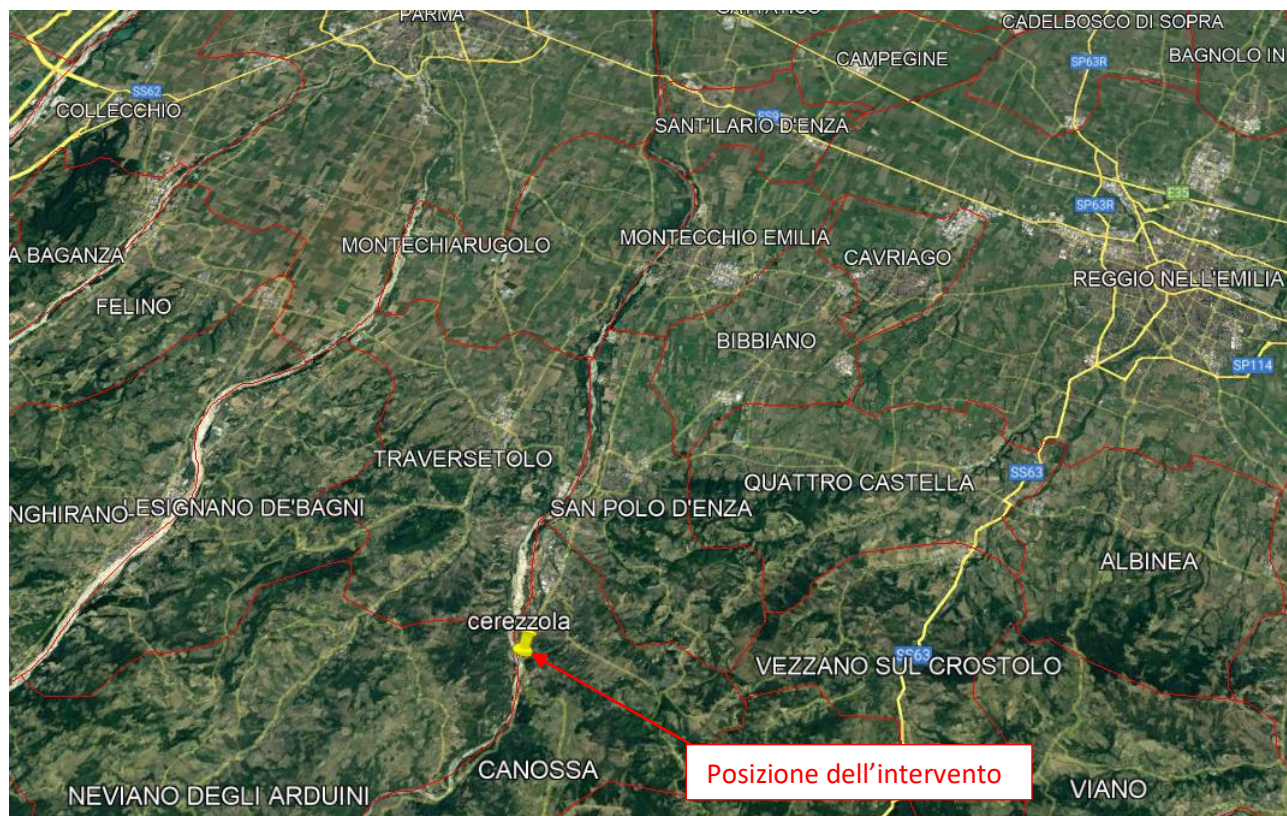 PARMA
CADELBOSCO DI SOPRA
CAMPEGINE
SP63R
BAGNOLO IN
SS62
COLLECCHIO
SS9
SANT'ILARIO D'ENZA
E35
SP63R
A BAGANZA
MONTECHIARUGOLO
MONTECCHIO EMILIA
CAVRIAGO
REGGIO NELL'EMILIA
FELINO
BIBBIANO
SP114
TRAVERSETOLO
SS63
QUATTRO CASTELLA
NGHIRANO
LESIGNANO DE'BAGNI
SAN POLO D'ENZA
ALBINEA
cerezzola
SS63
VEZZANO SUL CROSTOLO
CANOSSA
Posizione dell’intervento
NEVIANO DEGLI ARDUINI
VIANO